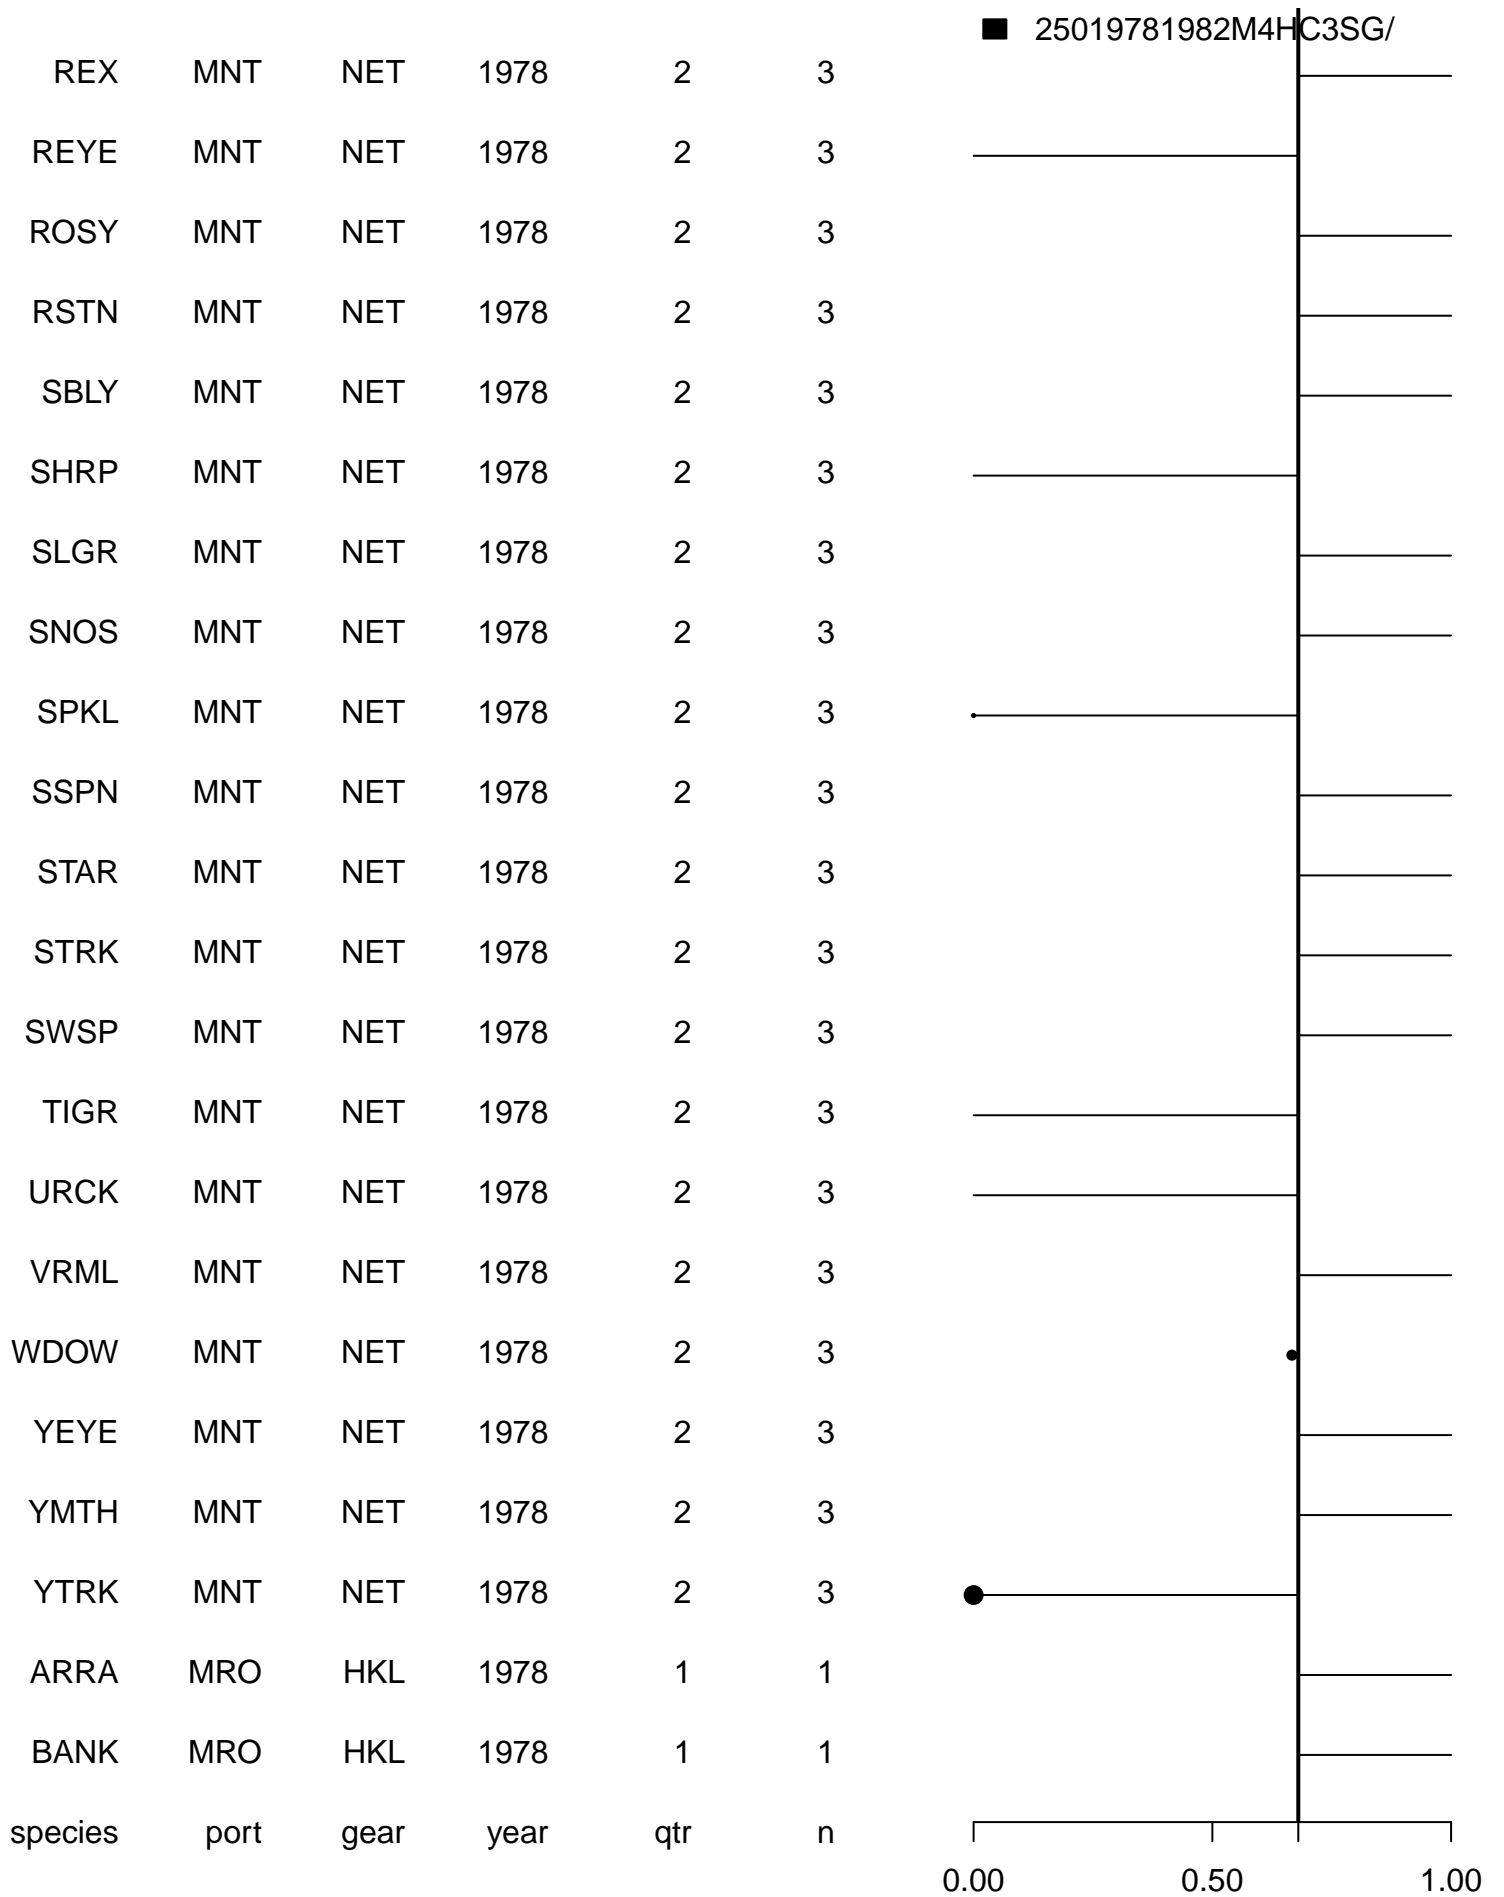 25019781982M4HC3SG/
REX MNT NET 1978 2 3
REYE MNT NET 1978 2 3
ROSY MNT NET 1978 2 3
RSTN MNT NET 1978 2 3
SBLY MNT NET 1978 2 3
SHRP MNT NET 1978 2 3
SLGR MNT NET 1978 2 3
SNOS MNT NET 1978 2 3
SPKL MNT NET 1978 2 3
SSPN MNT NET 1978 2 3
STAR MNT NET 1978 2 3
STRK MNT NET 1978 2 3
SWSP MNT NET 1978 2 3
TIGR MNT NET 1978 2 3
URCK MNT NET 1978 2 3
VRML MNT NET 1978 2 3
WDOW MNT NET 1978 2 3
YEYE MNT NET 1978 2 3
YMTH MNT NET 1978 2 3
YTRK MNT NET 1978 2 3
ARRA MRO HKL 1978 1 1
BANK MRO HKL 1978 1 1
species port gear year qtr n
0.00 0.50 1.00